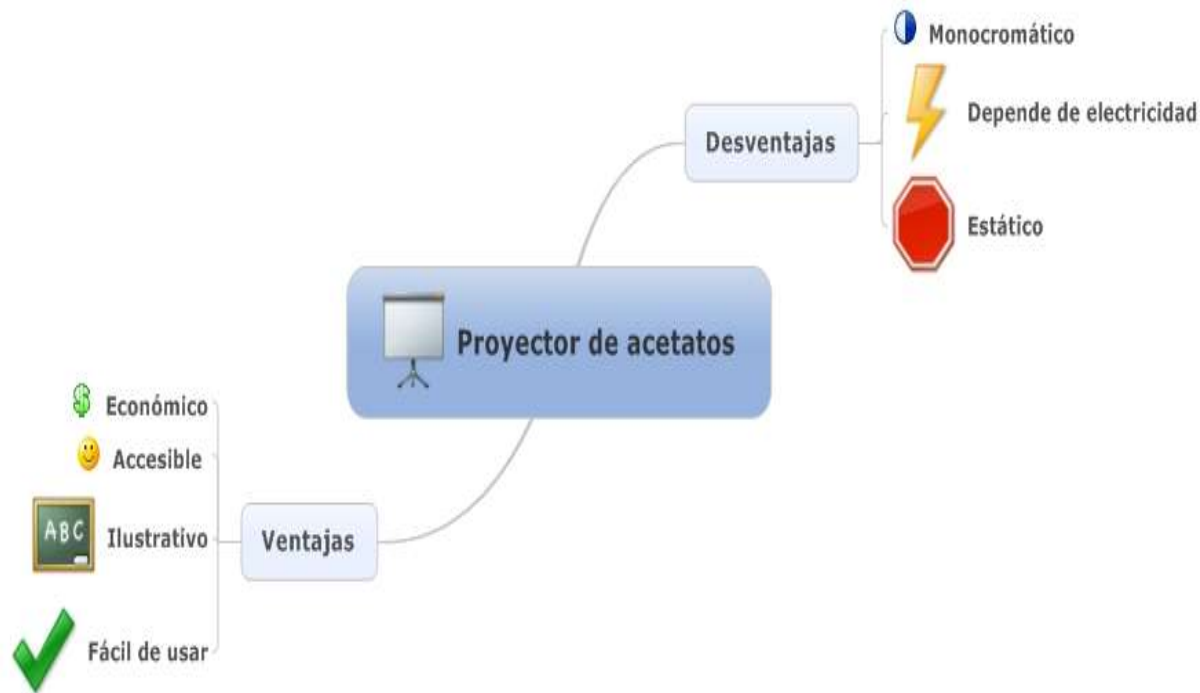 Monocromático
Depende de electricidad
Desventajas
Estático
Proyector de acetatos
Económico
Accesible
ABC
Ilustrativo
Ventajas
Fácil de usar